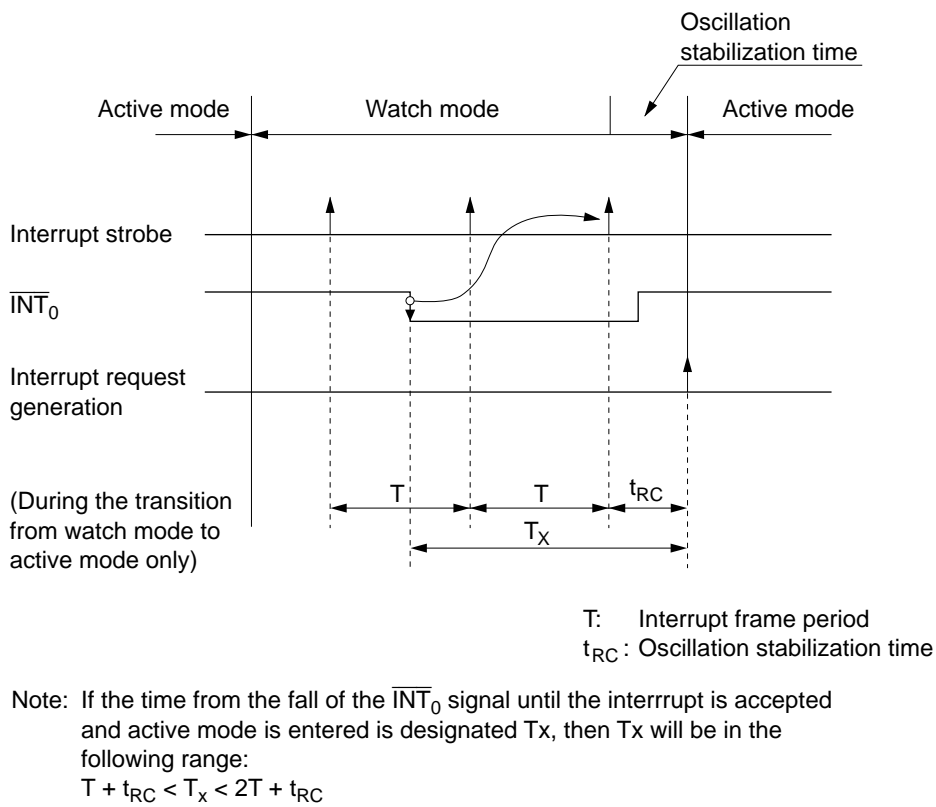 Oscillation
stabilization time
Active mode
Watch mode
Active mode
Interrupt strobe
INT0
Interrupt request
generation
T
T
tRC
TX
(During the transition
from watch mode to
active mode only)
T: Interrupt frame period
tRC : Oscillation stabilization time
Note: If the time from the fall of the INT0 signal until the interrrupt is accepted
and active mode is entered is designated Tx, then Tx will be in the
following range:
T + tRC < Tx < 2T + tRC